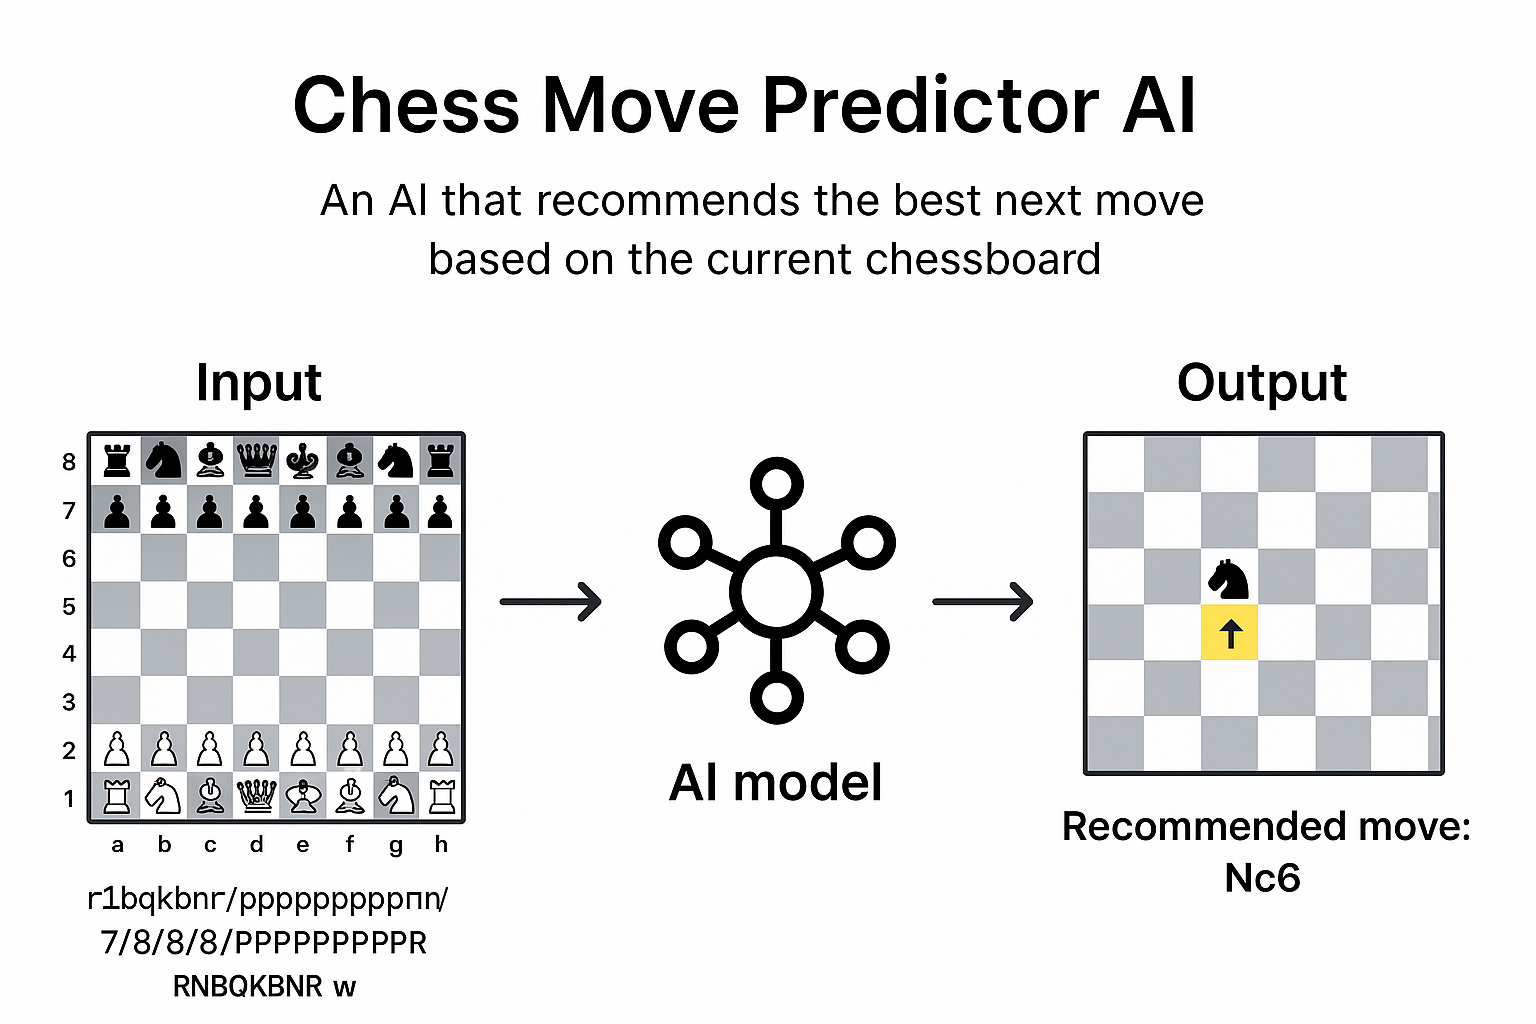 Chess Move Predictor AI
An AI that recommends the best next move
based on the current chessboard
Input
Output
8
7
6
5
4
3
2
1
a b c d e f g h
AI model
Recommended move:
Nc6
r1bqkbnr/pppppppppпn/
7/8/8/8/PPPPPPPPPPR
RNBQKBNR w